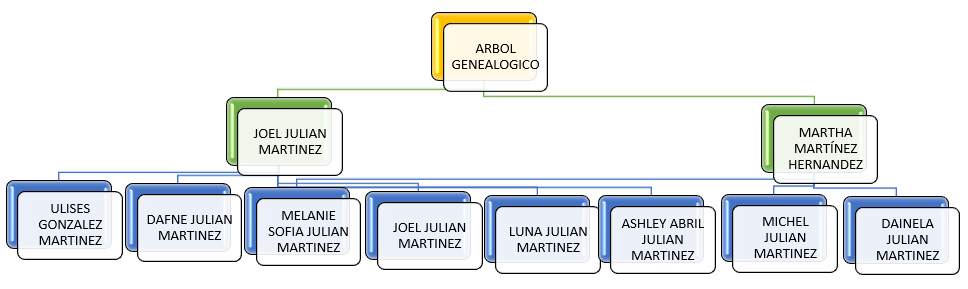 ARBOL
GENEALOGICO
JOEL JULIAN
MARTINEZ
MARTHA
MARTÍNEZ
HERNANDEZ
ULISES
GONZALEZ
MARTINEZ
DAFNE JULIAN
MARTINEZ
MELANIE
SOFIA JULIAN
MARTINEZ
JOEL JULIAN
MARTINEZ
LUNA JULIAN
MARTINEZ
ASHLEY ABRIL
JULIAN
MARTINEZ
MICHEL
JULIAN
MARTINEZ
DAINELA
JULIAN
MARTINEZ